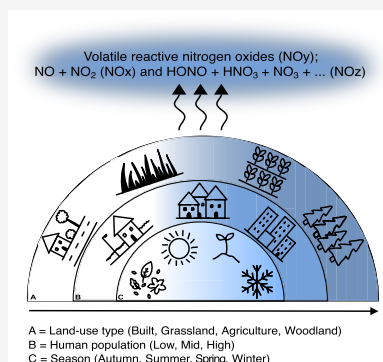 Volatile reactive nitrogen oxides (NOy);
NO + NO₂ (NOx) and HONO + HNO₃ + NO₃ + ... (NOz)
A B C
A = Land-use type (Built, Grassland, Agriculture, Woodland)
B = Human population (Low, Mid, High)
C = Season (Autumn, Summer, Spring, Winter)